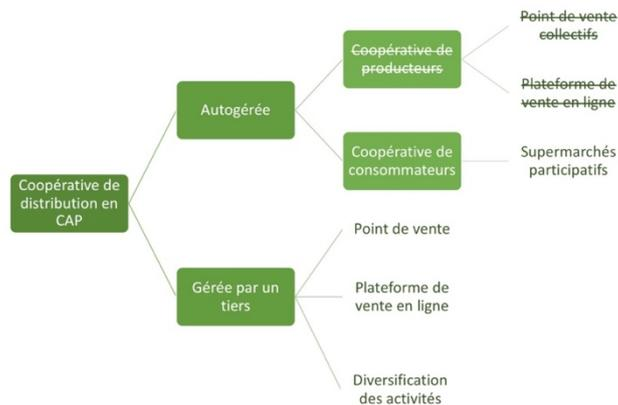 Point de vente
collectifs
Coopérative de
producteurs
Plateforme de
vente en ligne
Autogérée
Coopérative de
consommateurs
Supermarchés
participatifs
Coopérative de
distribution en
CAP
Point de vente
Gérée par un
tiers
Plateforme de
vente en ligne
Diversification
des activités